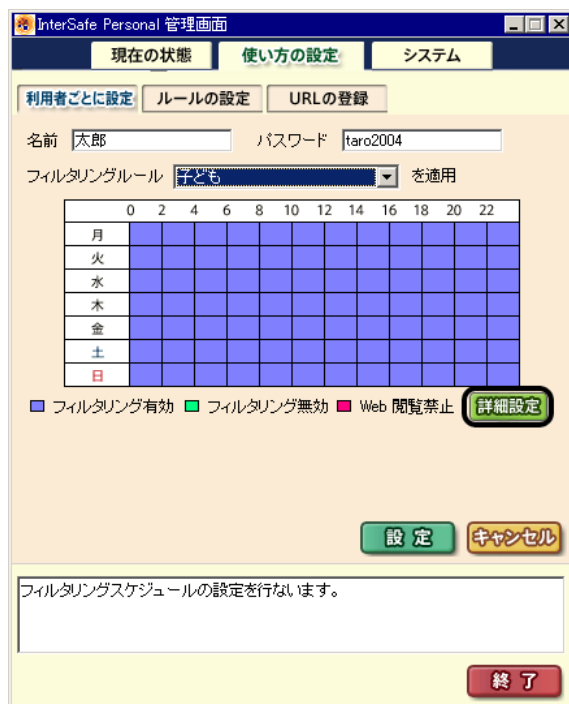 InterSafe Personal 管理画面
現在の状態 使い方の設定 システム
利用者ごとに設定 ルールの設定 URLの登録
名前 太郎 パスワード taro2004
フィルタリングルール 子ども を適用
0 2 4 6 8 10 12 14 16 18 20 22
月
火
水
木
金
土
日
フィルタリング有効 フィルタリング無効 Web 閲覧禁止 詳細設定
設定 キャンセル
フィルタリングスケジュールの設定を行ないます。
終了